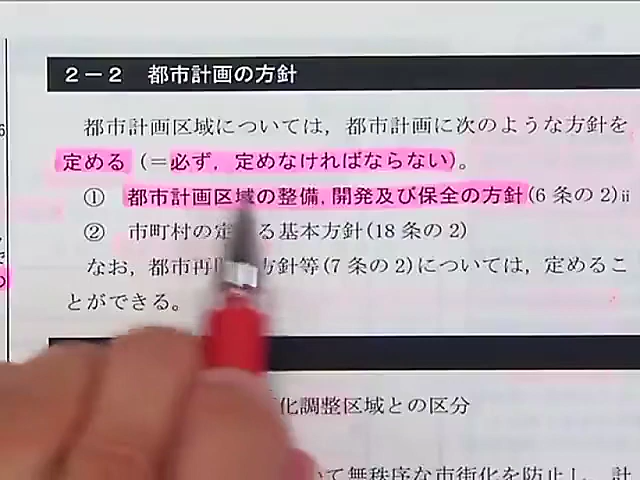 2－2 都市計画の方針
都市計画区域については，都市計画に次のような方針を
定める（＝必ず，定めなければならない）。
① 都市計画区域の整備，開発及び保全の方針（6条の2）ii
② 市町村の定 る基本方針（18条の2）
なお，都市再 方針等（7条の2）については，定めるこ
とができる。
化調整区域との区分
て無秩序な市街化を防止し，計